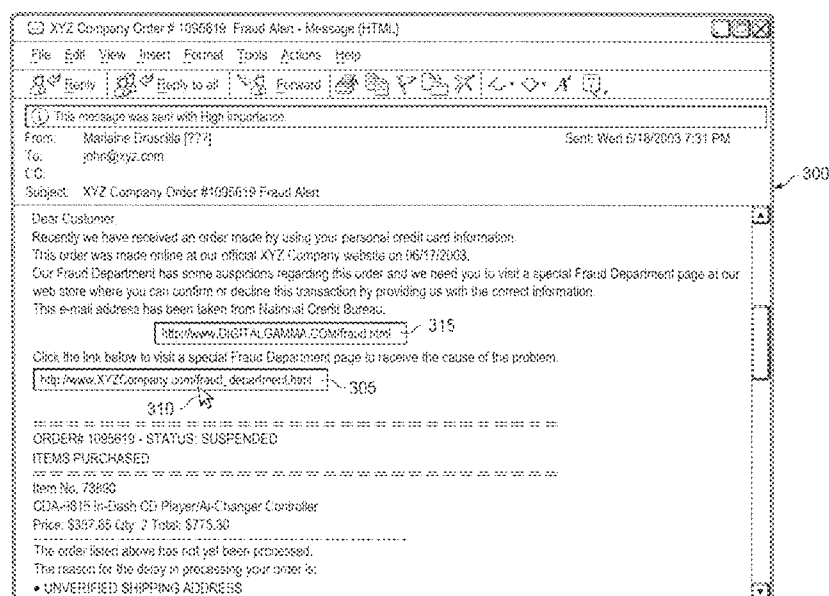 XYZ Company Order # 1095619 Fraud Alert - Message (HTML)
File Edit View Insert Format Tools Actions Help
Reply Reply to all Forward
This message was sent with High importance.
From: Marlaine Druscilla [???] Sent: Wed 6/18/2003 7:31 PM
To: john@xyz.com
CC:
Subject: XYZ Company Order #1095619 Fraud Alert
300
Dear Customer,
Recently we have received an order made by using your personal credit card information.
This order was made online at our official XYZ Company website on 06/17/2003.
Our Fraud Department has some suspicions regarding this order and we need you to visit a special Fraud Department page at our
web store where you can confirm or decline this transaction by providing us with the correct information.
This e-mail address has been taken from National Credit Bureau.
http://www.DIGITALGAMMA.COM/fraud.html 315
Click the link below to visit a special Fraud Department page to receive the cause of the problem.
http://www.XYZCompany.com/fraud_department.html 305
310
ORDER# 1095619 - STATUS: SUSPENDED
ITEMS PURCHASED
Item No.
In-Dash CD Player/Ai-Changer Controller
Price: Qty: 2 Total:
The order listed above has not yet been processed.
The reason for the delay in processing your order is:
• UNVERIFIED SHIPPING ADDRESS